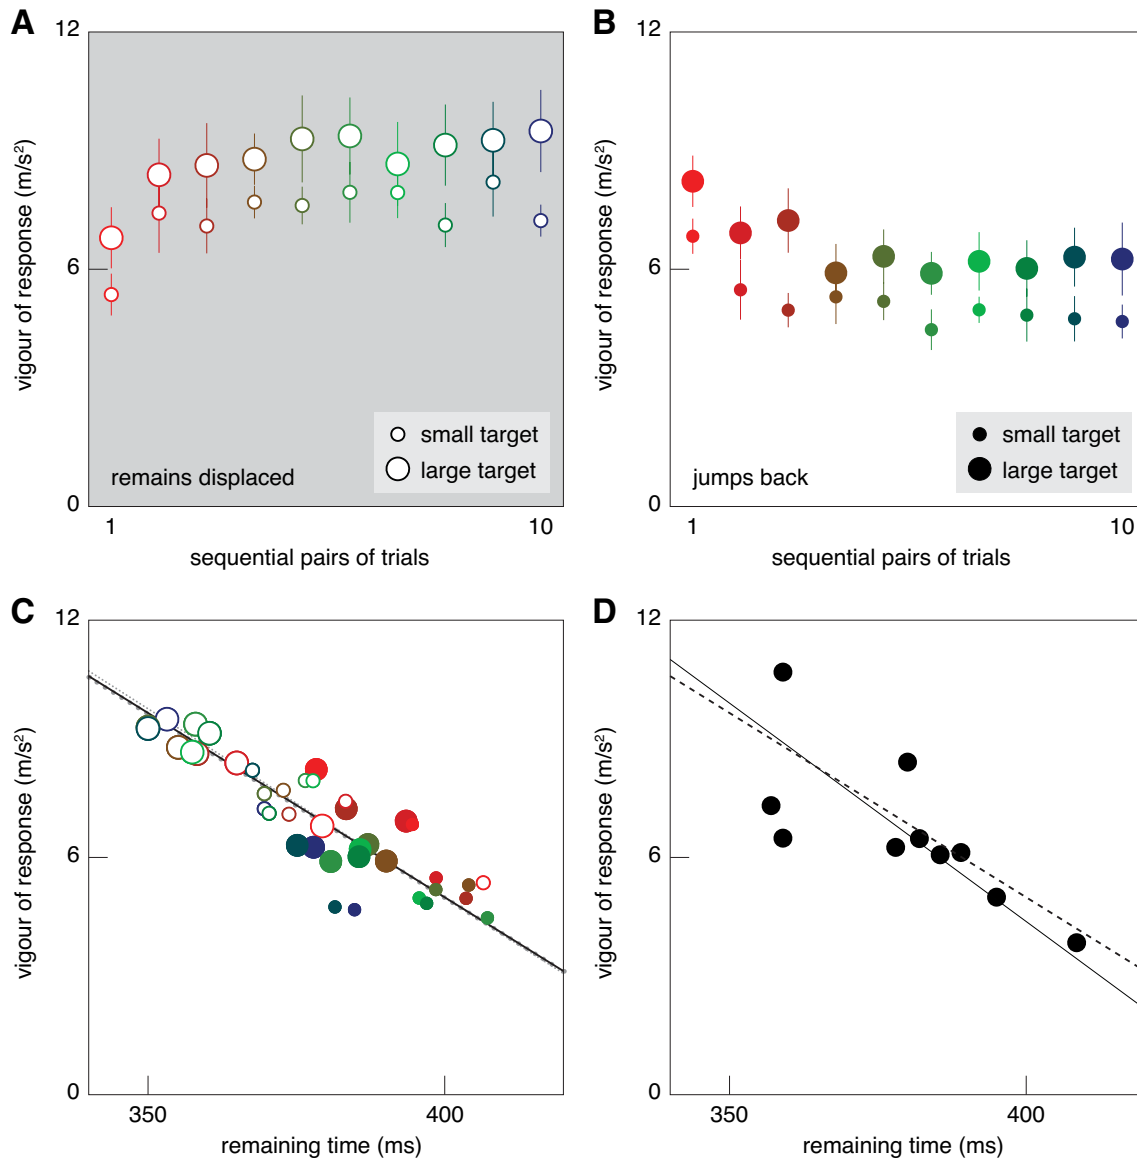 A
12
vigour of response (m/s²)
6
small target
large target
remains displaced
0
1
10
sequential pairs of trials
B
12
vigour of response (m/s²)
6
small target
large target
jumps back
0
1
10
sequential pairs of trials
C
12
vigour of response (m/s²)
6
0
350
400
remaining time (ms)
D
12
vigour of response (m/s²)
6
0
350
400
remaining time (ms)